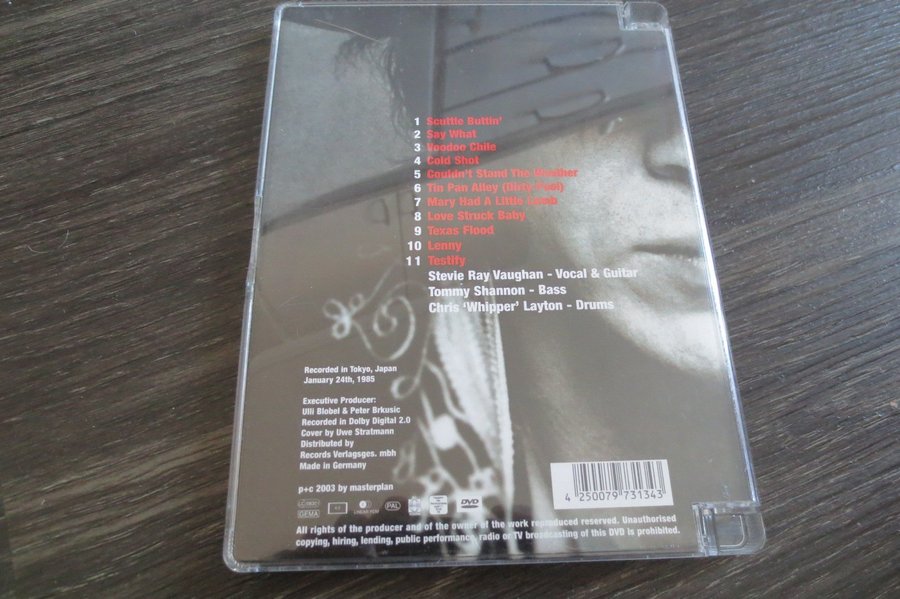 1 Scuttle Buttin'
2 Say What
3 Voodoo Chile
4 Cold Shot
5 Couldn't Stand The Weather
6 Tin Pan Alley (Dirty Pool)
7 Mary Had A Little Lamb
8 Love Struck Baby
9 Texas Flood
10 Lenny
11 Testify
Stevie Ray Vaughan - Vocal & Guitar
Tommy Shannon - Bass
Chris 'Whipper' Layton - Drums
Recorded in Tokyo, Japan
January 24th, 1985
Executive Producer:
Ulli Blobel & Peter Brkusic
Recorded in Dolby Digital 2.0
Cover by Uwe Stratmann
Distributed by
Records Verlagsges. mbh
Made in Germany
p+c 2003 by masterplan
GEMA
PAL
DVD
4 250079 731343
All rights of the producer and of the owner of the work reproduced reserved. Unauthorised
copying, hiring, lending, public performance, radio or TV broadcasting of this DVD is prohibited.